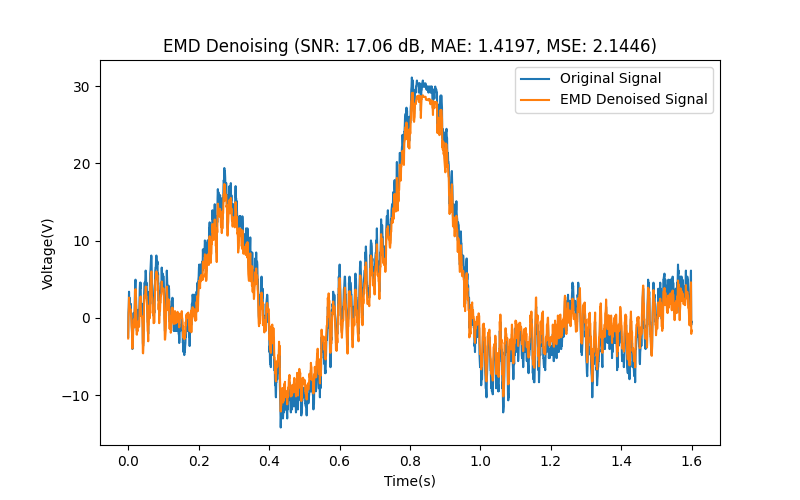 EMD Denoising (SNR: 17.06 dB, MAE: 1.4197, MSE: 2.1446)
Original Signal
EMD Denoised Signal
Voltage(V)
30
20
10
0
−10
0.0 0.2 0.4 0.6 0.8 1.0 1.2 1.4 1.6
Time(s)